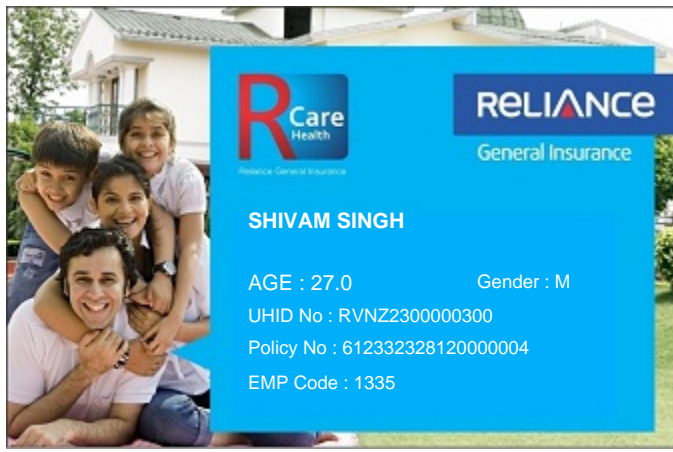 R Care
Health
Reliance General Insurance
RELIANCE
General Insurance
SHIVAM SINGH
AGE : 27.0
Gender : M
UHID No : RVNZ2300000300
Policy No : 612332328120000004
EMP Code : 1335